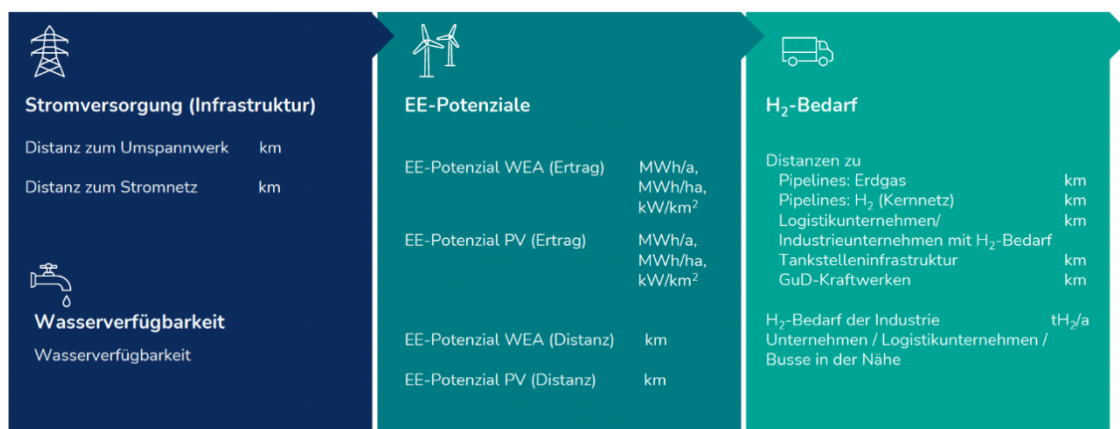 Stromversorgung (Infrastruktur)
Distanz zum Umspannwerk km
Distanz zum Stromnetz km
Wasserverfügbarkeit
Wasserverfügbarkeit
EE-Potenziale
EE-Potenzial WEA (Ertrag) MWh/a,
MWh/ha,
kW/km²
EE-Potenzial PV (Ertrag) MWh/a,
MWh/ha,
kW/km²
EE-Potenzial WEA (Distanz) km
EE-Potenzial PV (Distanz) km
H₂-Bedarf
Distanzen zu
Pipelines: Erdgas km
Pipelines: H₂ (Kernnetz) km
Logistikunternehmen/ km
Industrieunternehmen mit H₂-Bedarf
Tankstelleninfrastruktur km
GuD-Kraftwerken km
H₂-Bedarf der Industrie tH₂/a
Unternehmen / Logistikunternehmen /
Busse in der Nähe